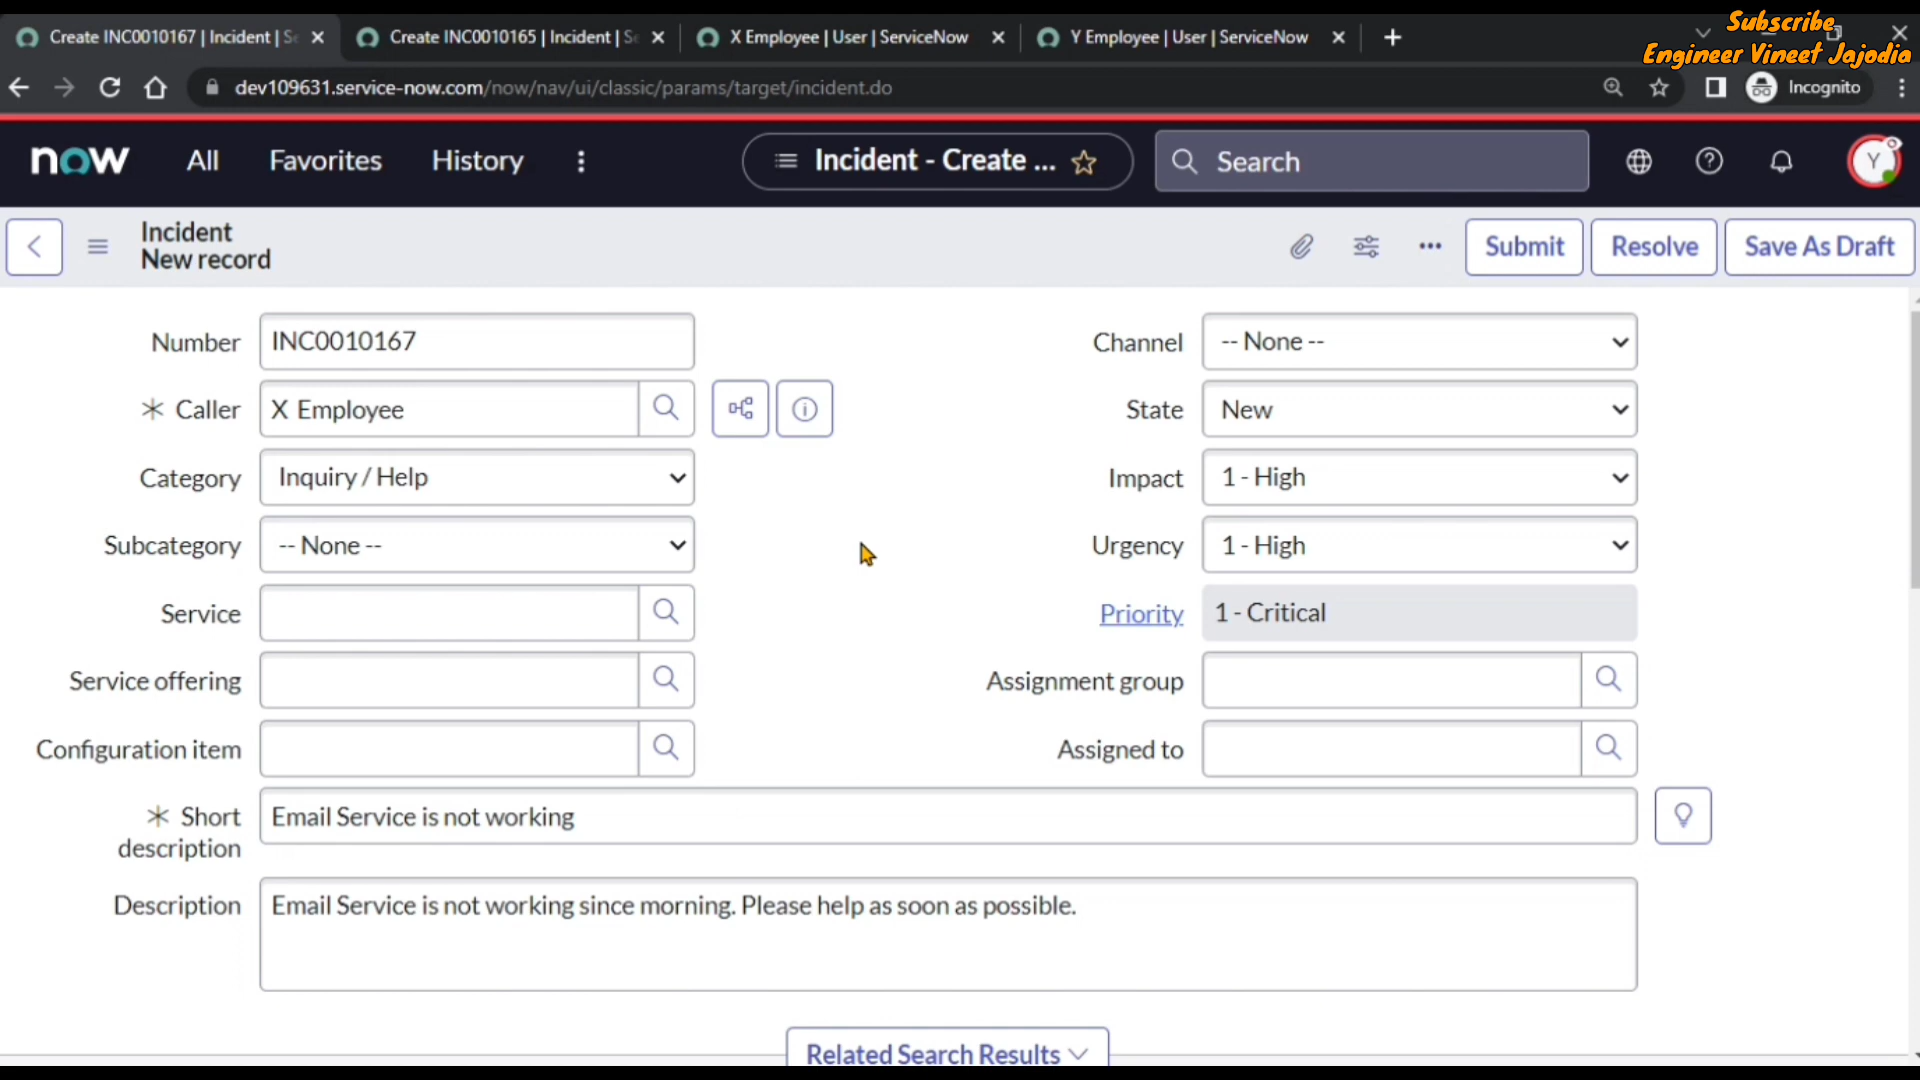 Create INC0010167 | Incident | S
Create INC0010165 | Incident | S
X Employee | User | ServiceNow
Y Employee | User | ServiceNow
Subscribe
Engineer Vineet Jajodia
dev109631.service-now.com/now/nav/ui/classic/params/target/incident.do
Incognito
now
All
Favorites
History
Incident - Create ...
Search
Y
Incident
New record
Submit
Resolve
Save As Draft
Number
INC0010167
Channel
-- None --
Caller
X Employee
State
New
Category
Inquiry / Help
Impact
1 - High
Subcategory
-- None --
Urgency
1 - High
Service
Priority
1 - Critical
Service offering
Assignment group
Configuration item
Assigned to
Short
description
Email Service is not working
Description
Email Service is not working since morning. Please help as soon as possible.
Related Search Results